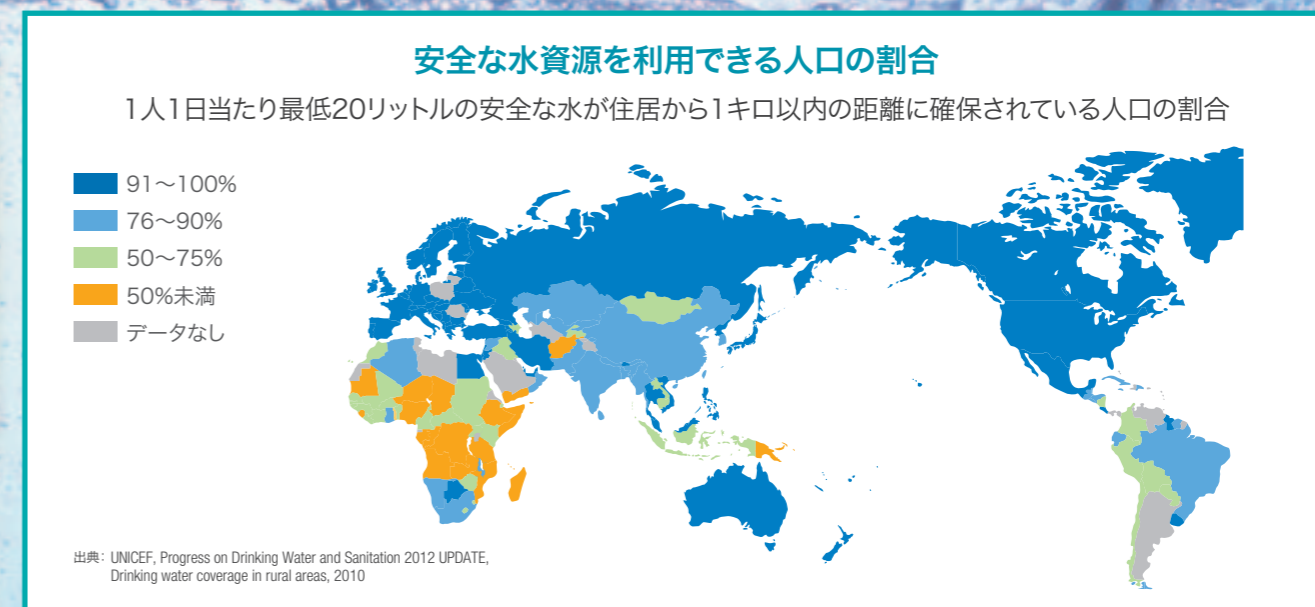 安全な水資源を利用できる人口の割合
1人1日当たり最低20リットルの安全な水が住居から1キロ以内の距離に確保されている人口の割合
91〜100%
76〜90%
50〜75%
50%未満
データなし
出典: UNICEF, Progress on Drinking Water and Sanitation 2012 UPDATE,
Drinking water coverage in rural areas, 2010